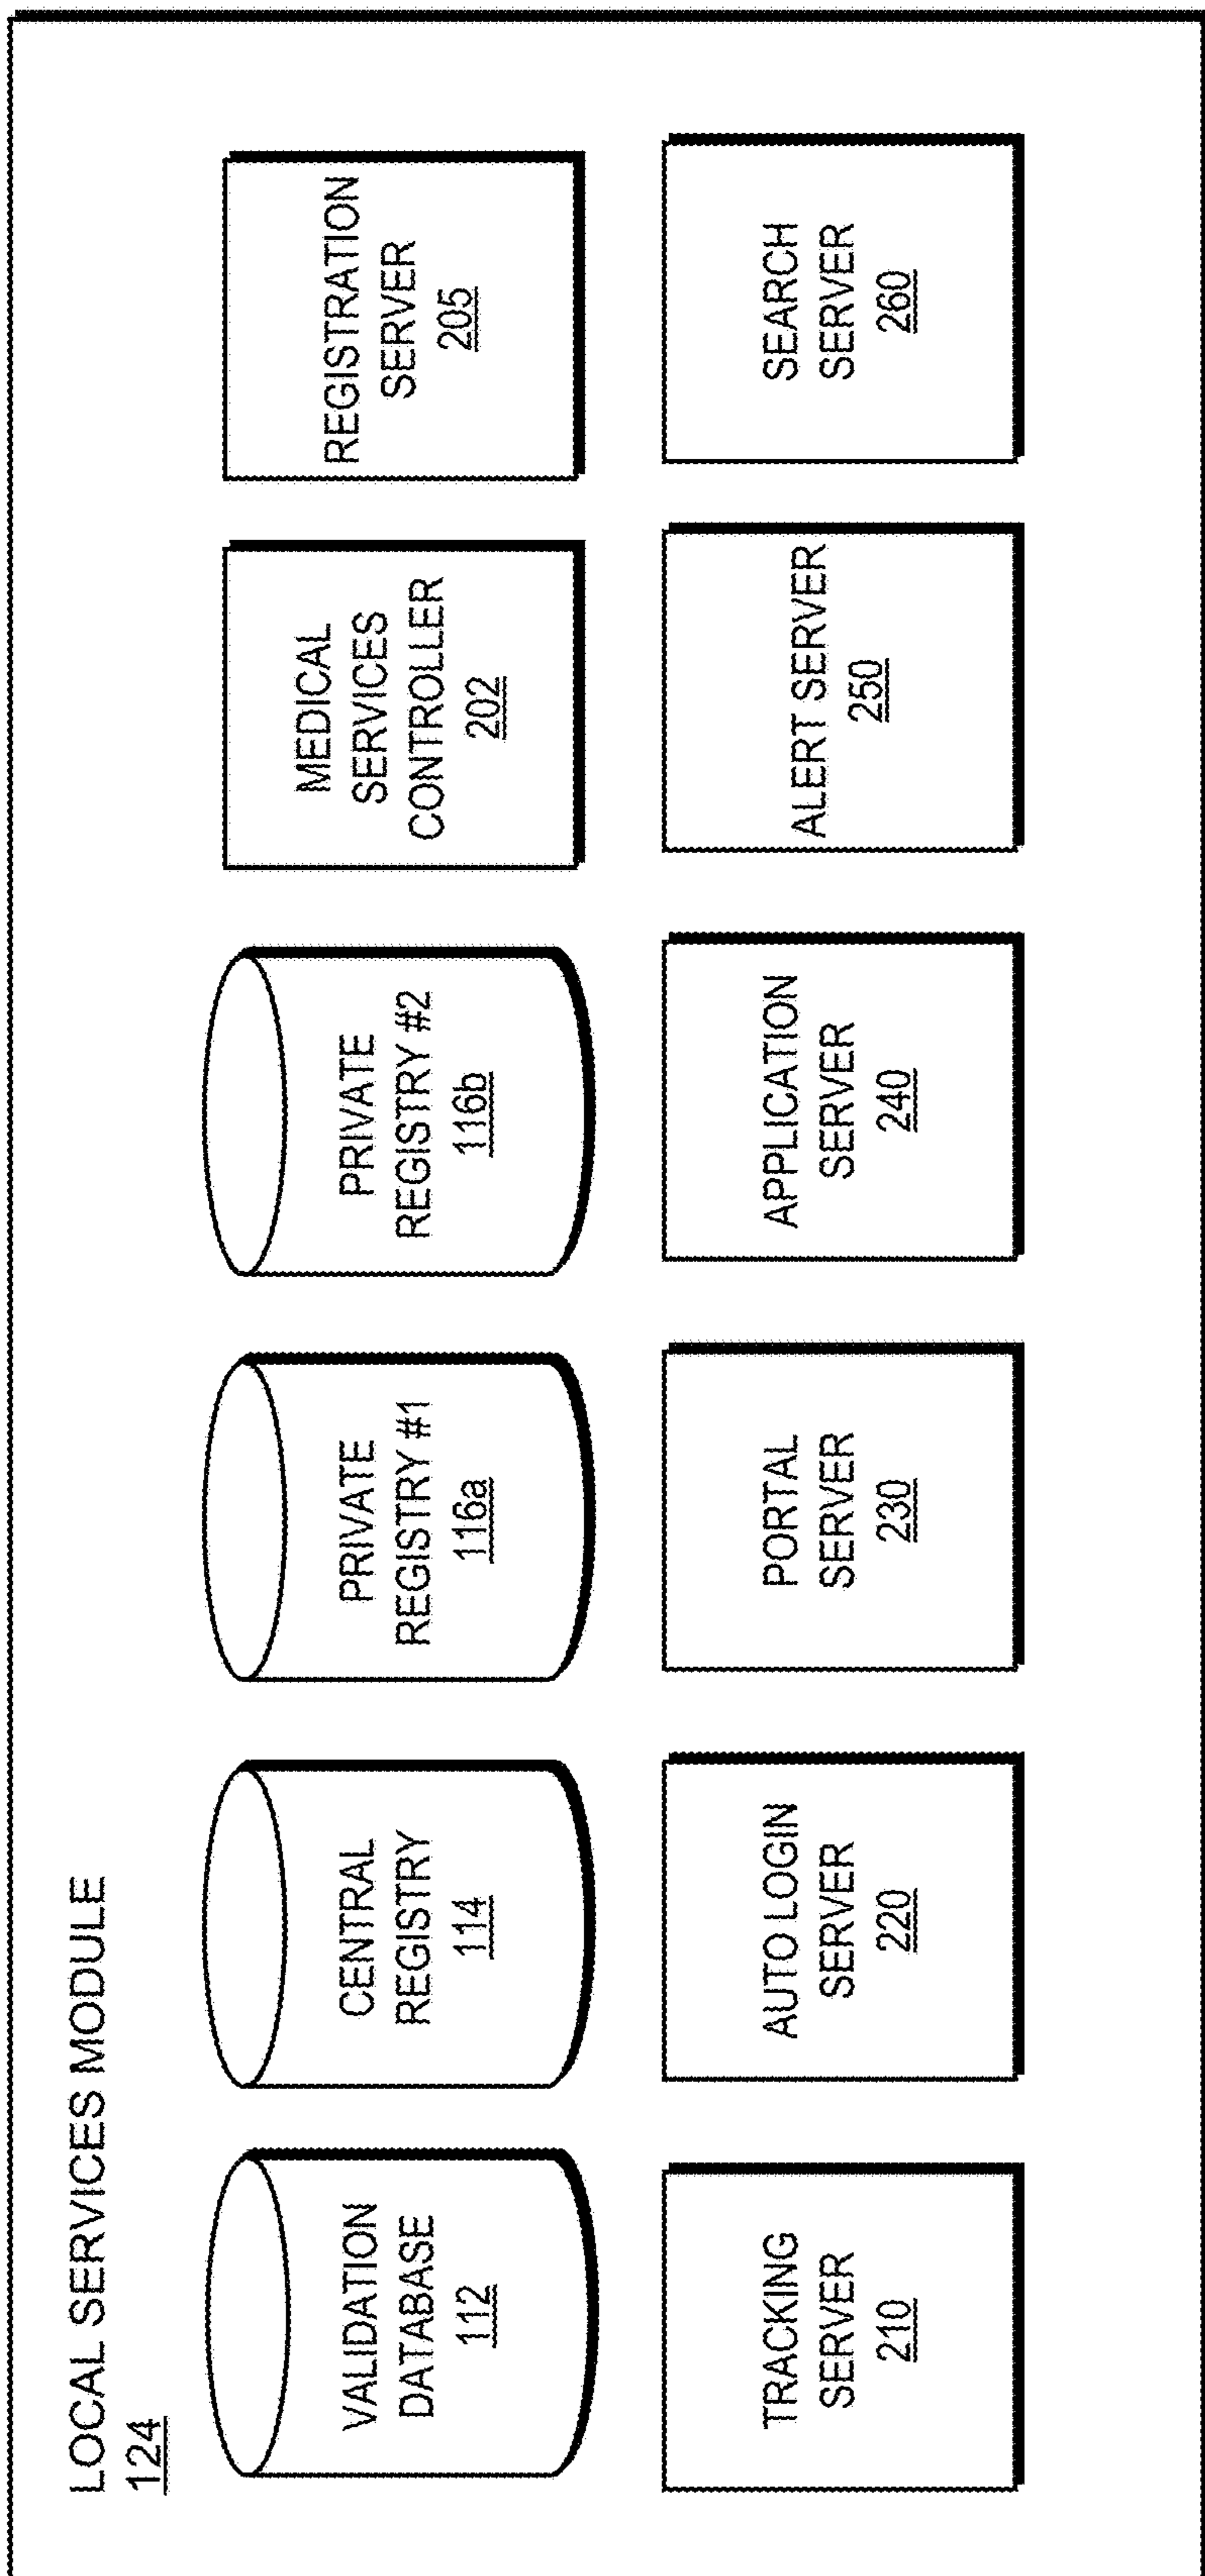 LOCAL SERVICES MODULE
124
VALIDATION
DATABASE
112
CENTRAL
REGISTRY
114
PRIVATE
REGISTRY #1
116a
PRIVATE
REGISTRY #2
116b
MEDICAL
SERVICES
CONTROLLER
202
REGISTRATION
SERVER
205
TRACKING
SERVER
210
AUTO LOGIN
SERVER
220
PORTAL
SERVER
230
APPLICATION
SERVER
240
ALERT SERVER
250
SEARCH
SERVER
260